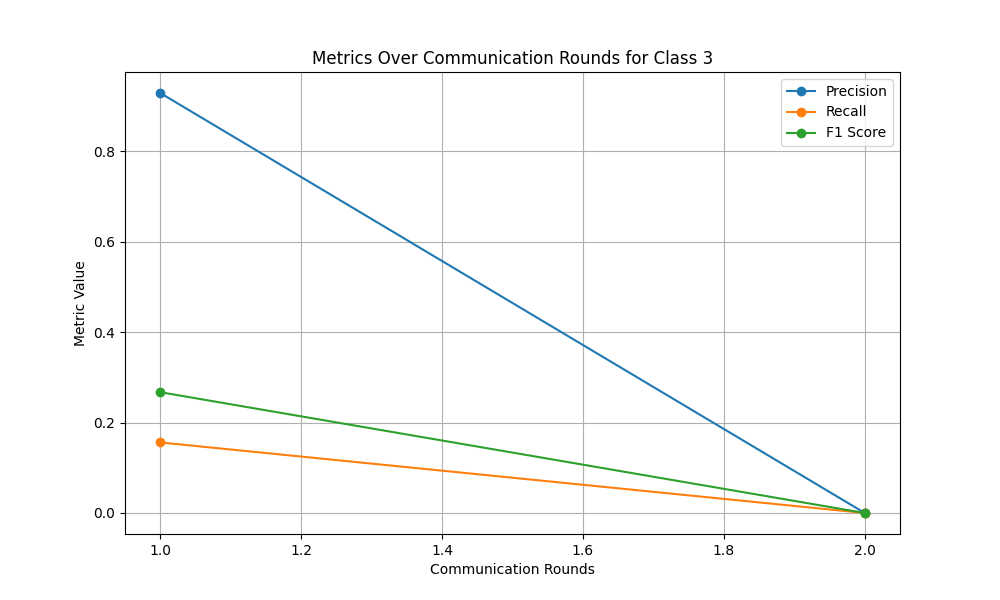 Metrics Over Communication Rounds for Class 3
Precision
Recall
F1 Score
Metric Value
0.8
0.6
0.4
0.2
0.0
1.0 1.2 1.4 1.6 1.8 2.0
Communication Rounds